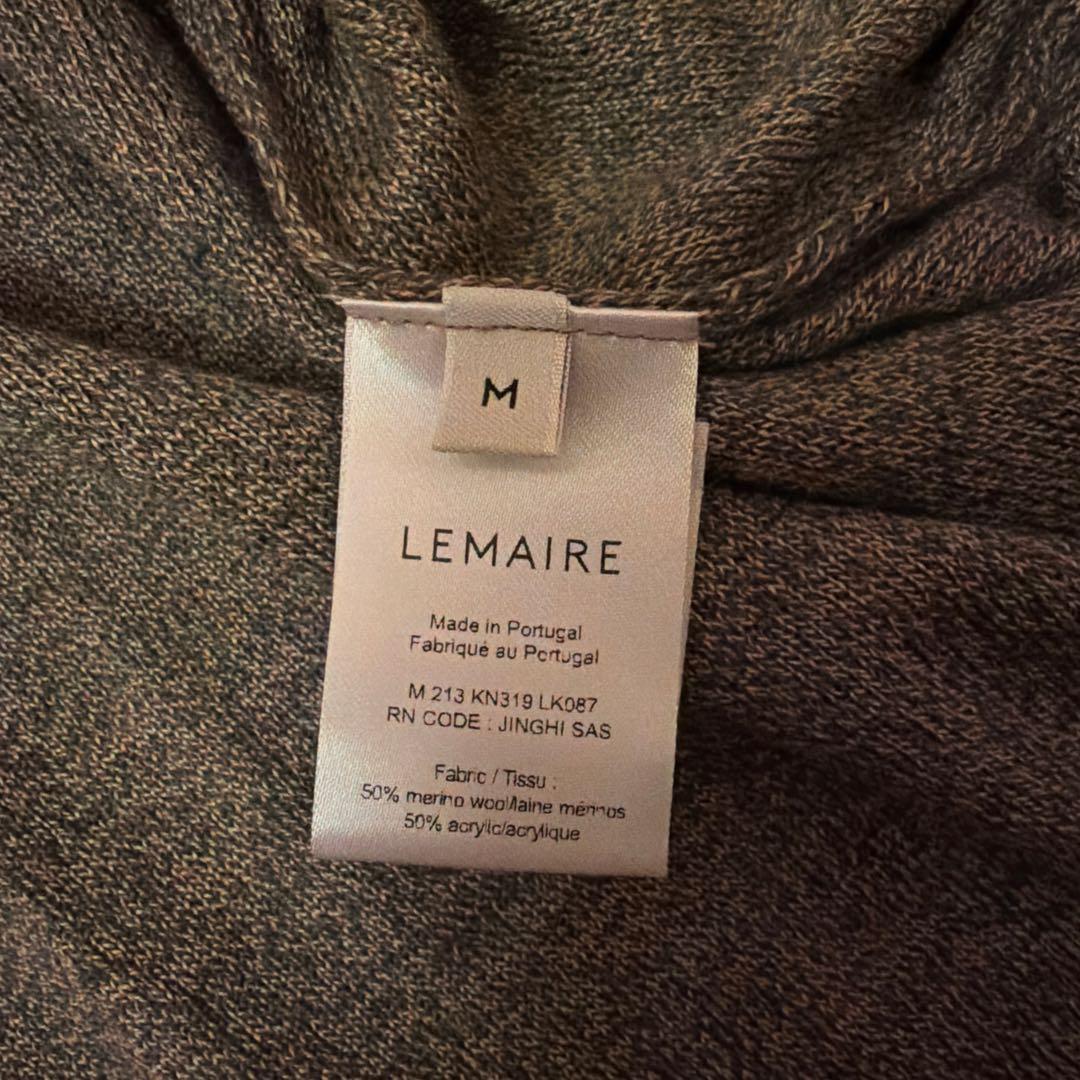 M
LEMAIRE
Made in Portugal
Fabriqué au Portugal
M 213 KN319 LK087
RN CODE : JINGHI SAS
Fabric / Tissu :
50% merino wool/laine mérinos
50% acrylic/acrylique